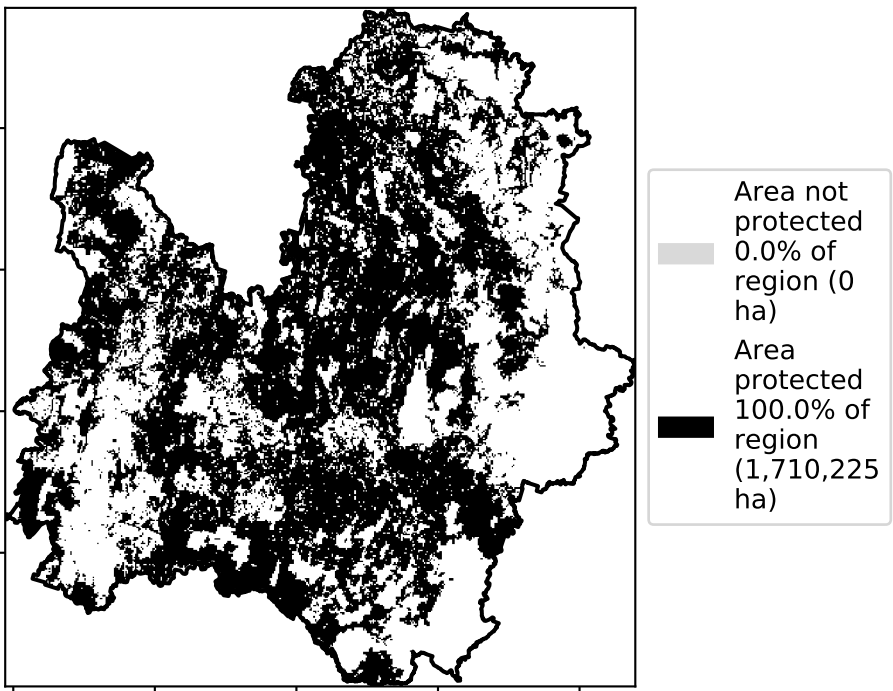 Area not
protected
0.0% of
region (0
ha)
Area
protected
100.0% of
region
(1,710,225
ha)